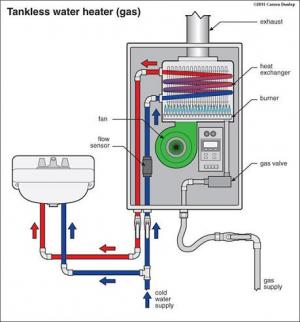 ©2011 Carson Dunlop
Tankless water heater (gas)
exhaust
heat
exchanger
burner
fan
flow
sensor
gas valve
cold
water
supply
gas
supply